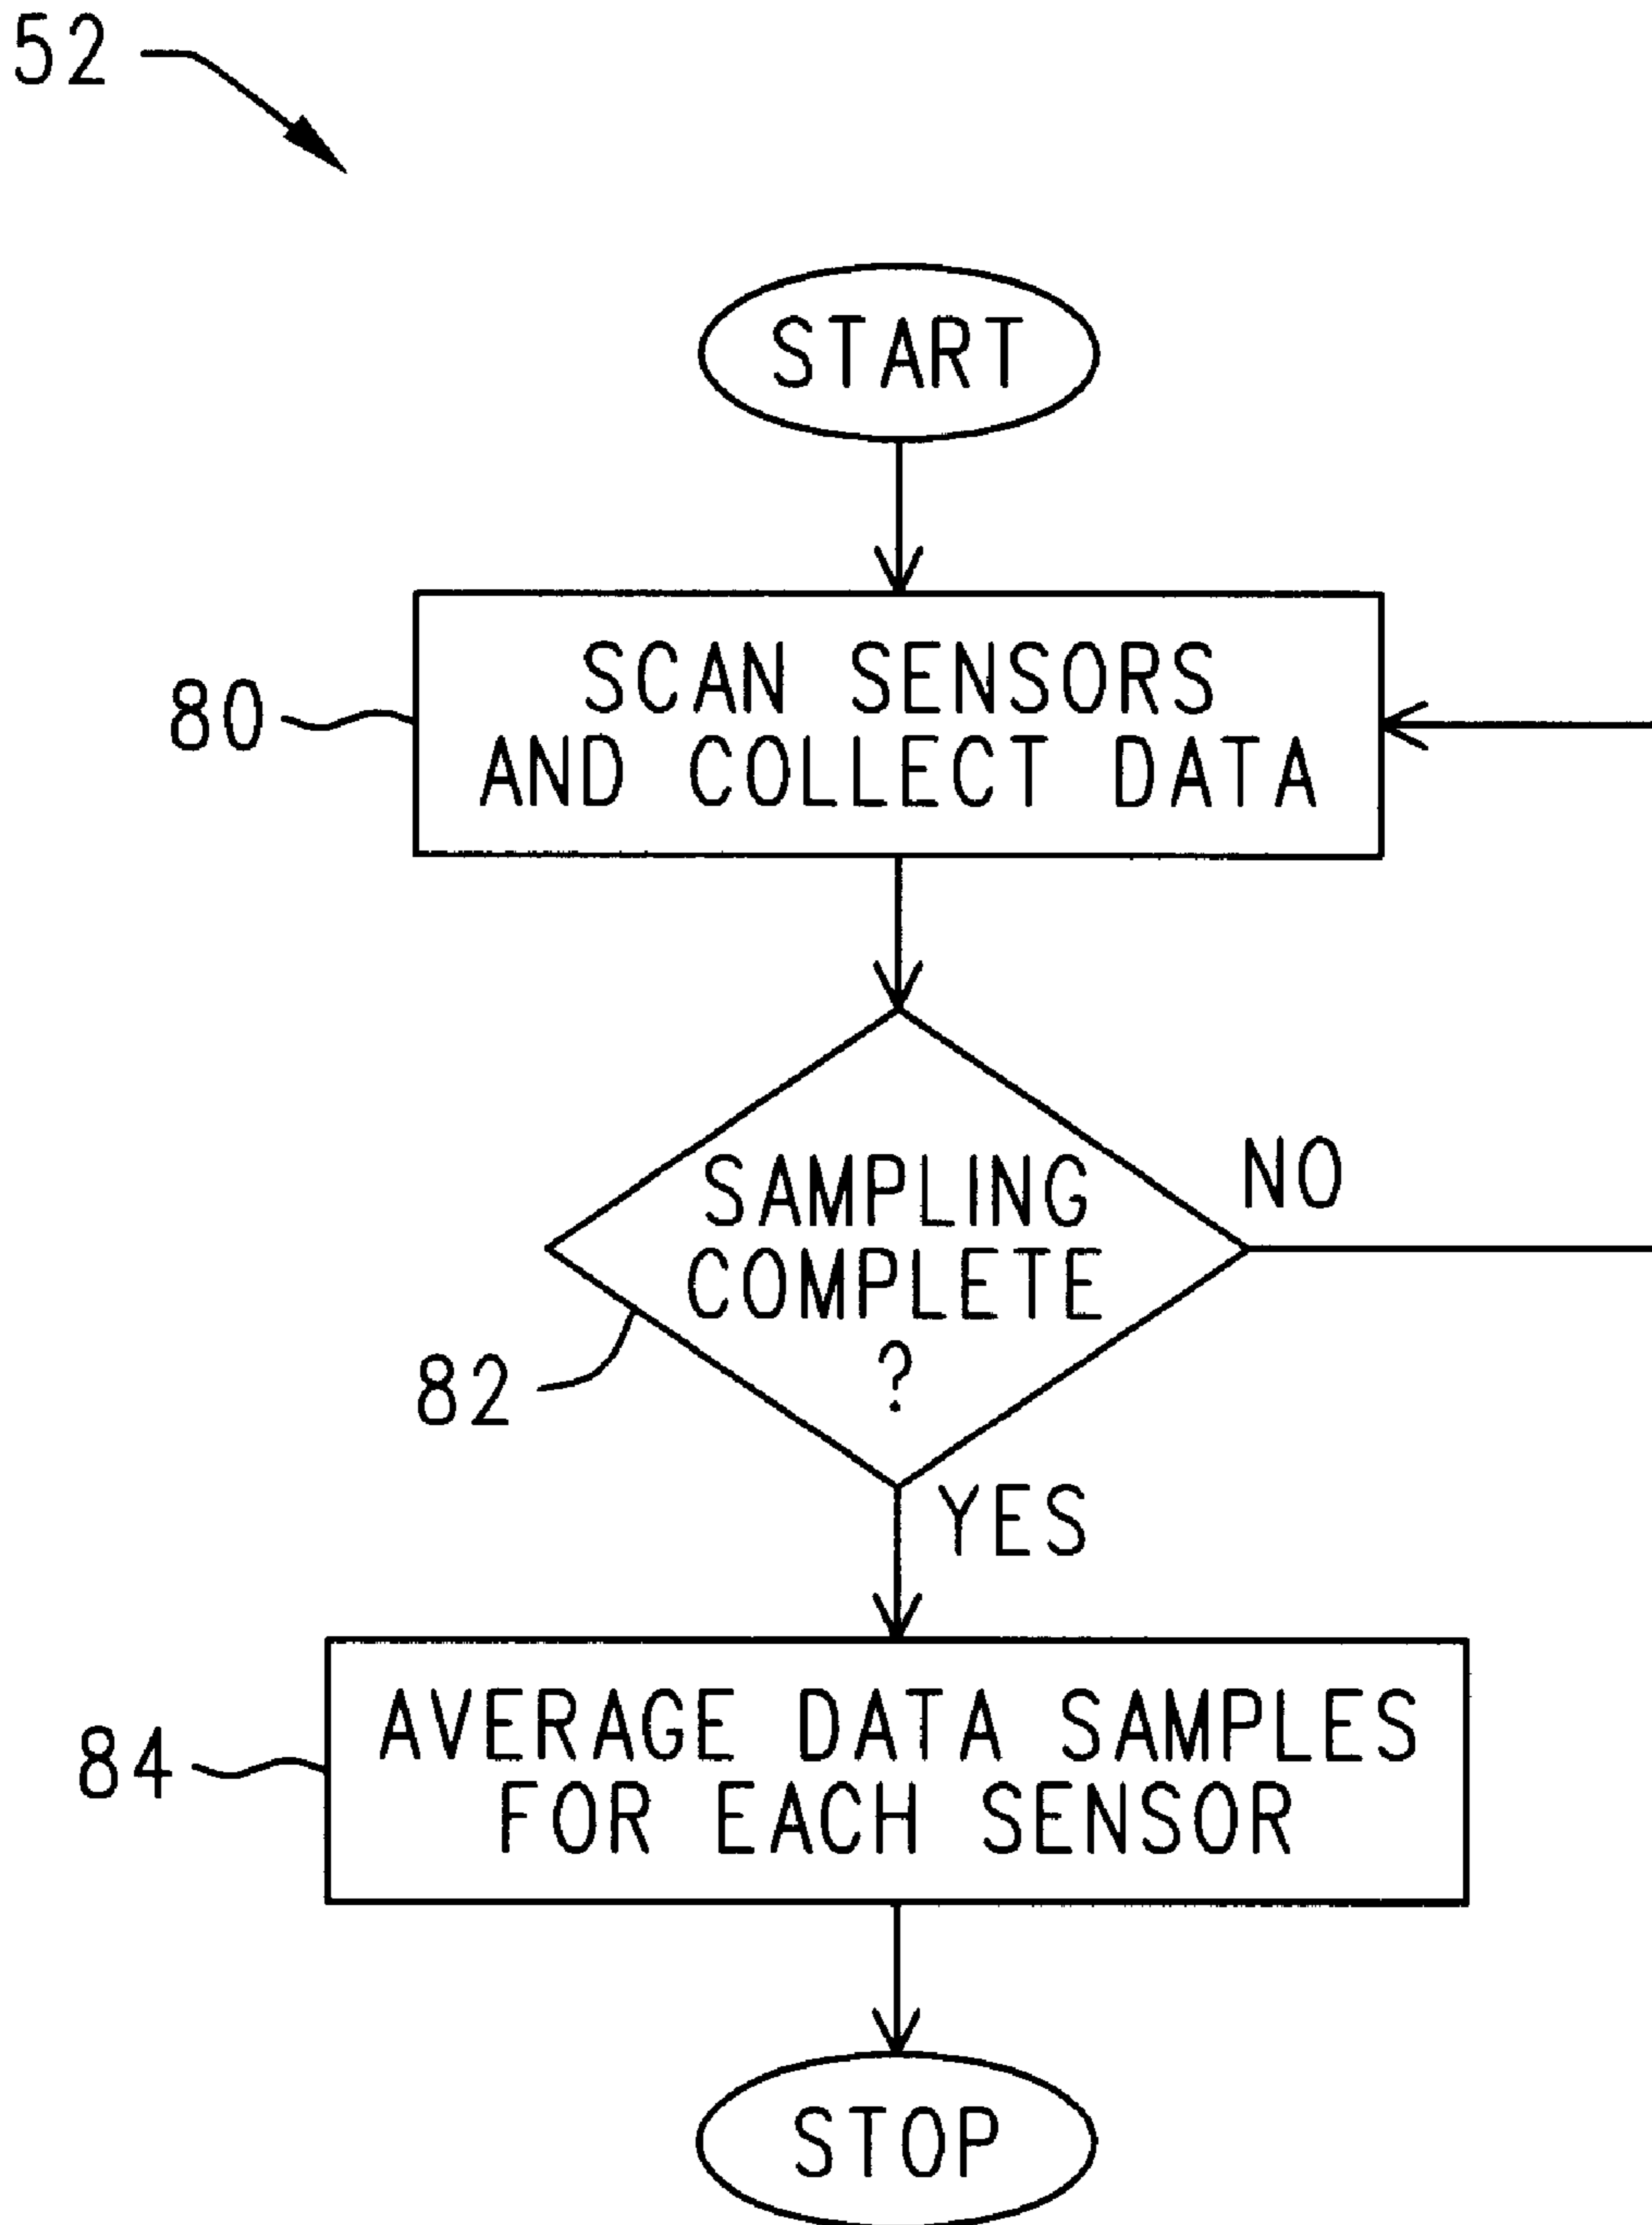 52
START
80
SCAN SENSORS
AND COLLECT DATA
SAMPLING
COMPLETE
?
NO
82
YES
84
AVERAGE DATA SAMPLES
FOR EACH SENSOR
STOP